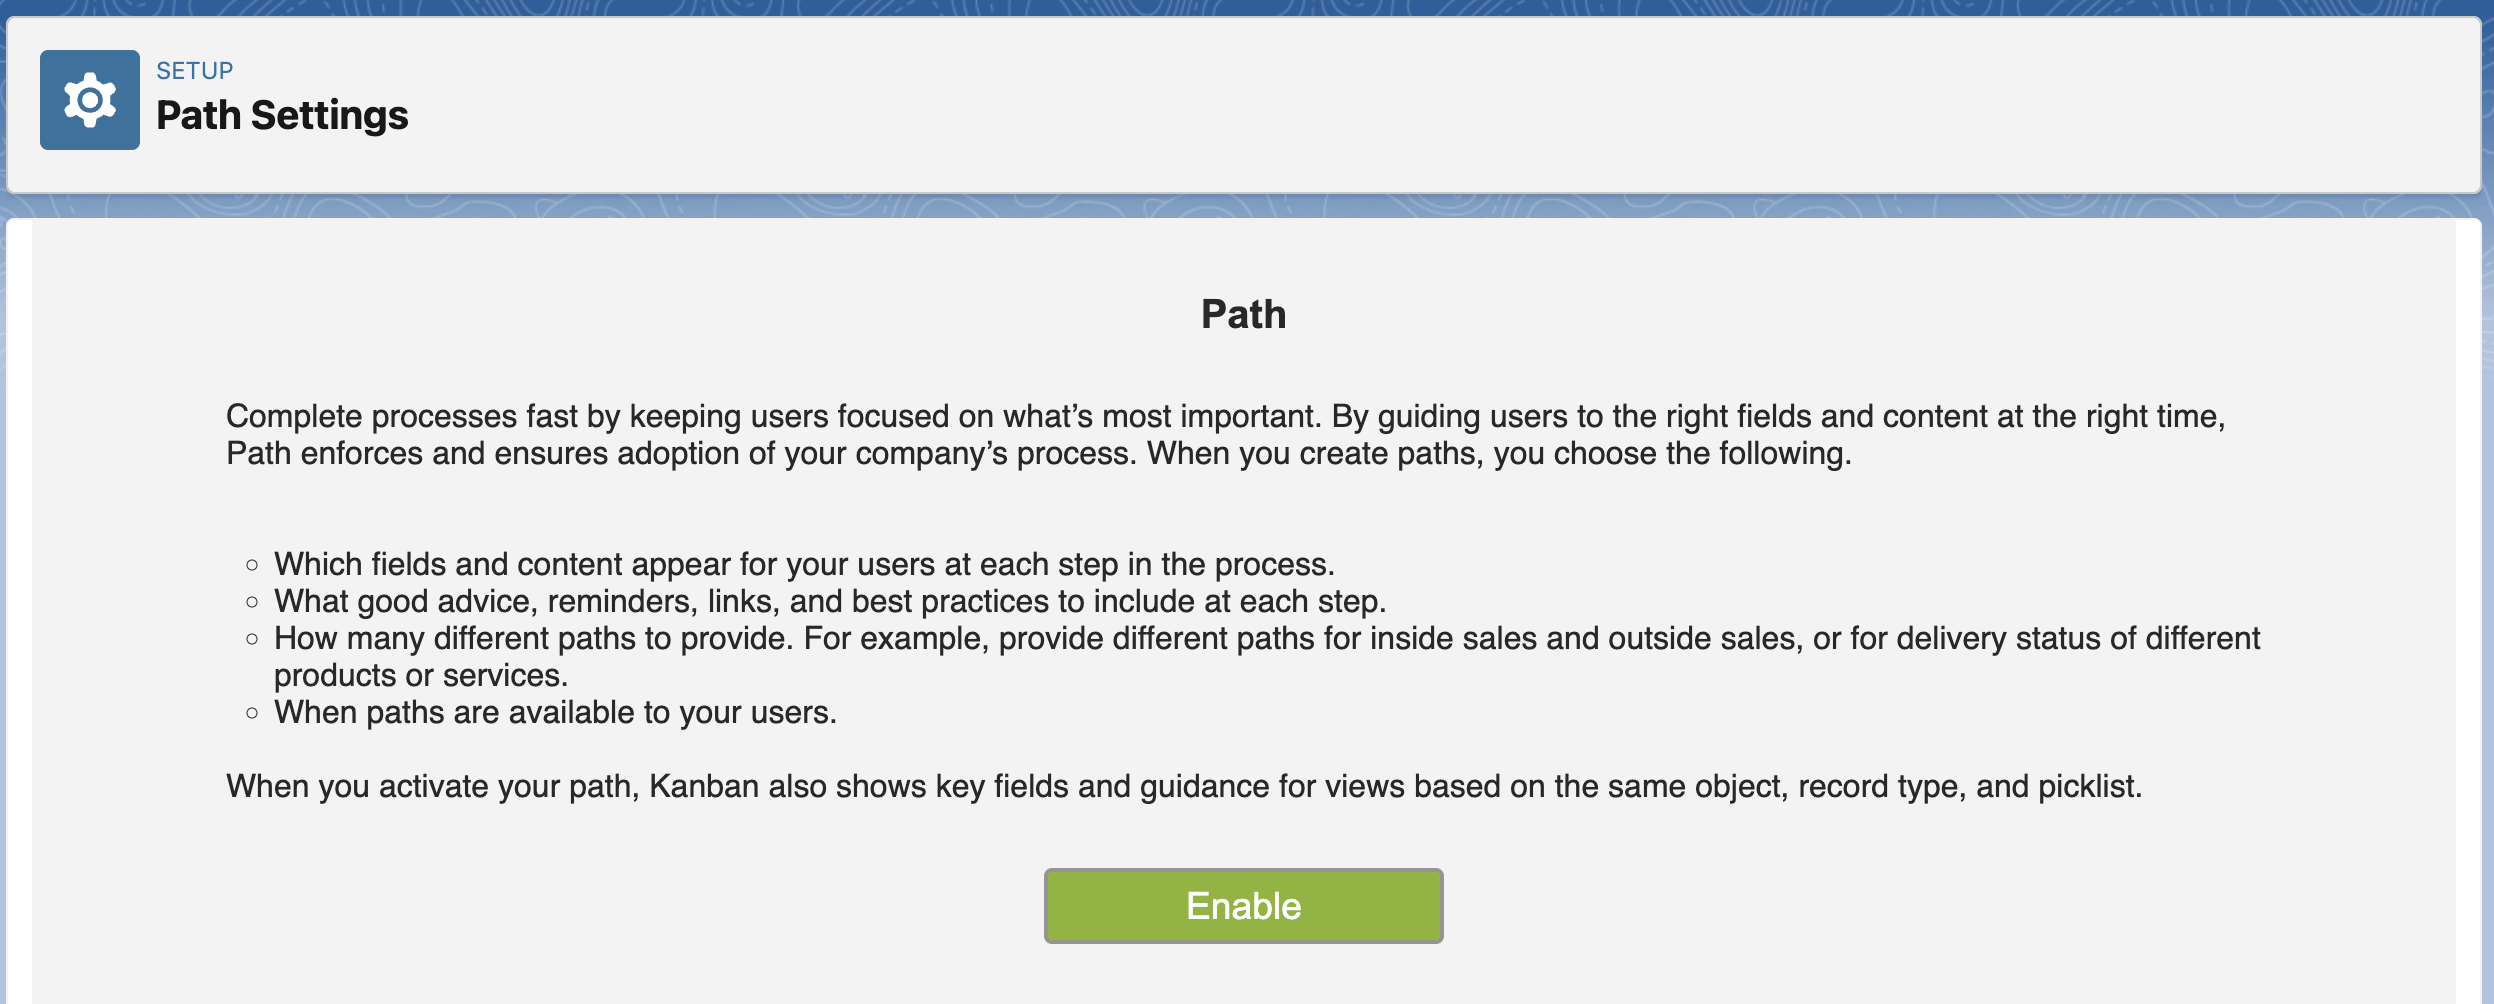 SETUP
Path Settings
Path
Complete processes fast by keeping users focused on what’s most important. By guiding users to the right fields and content at the right time,
Path enforces and ensures adoption of your company’s process. When you create paths, you choose the following.
◦ Which fields and content appear for your users at each step in the process.
◦ What good advice, reminders, links, and best practices to include at each step.
◦ How many different paths to provide. For example, provide different paths for inside sales and outside sales, or for delivery status of different
products or services.
◦ When paths are available to your users.
When you activate your path, Kanban also shows key fields and guidance for views based on the same object, record type, and picklist.
Enable